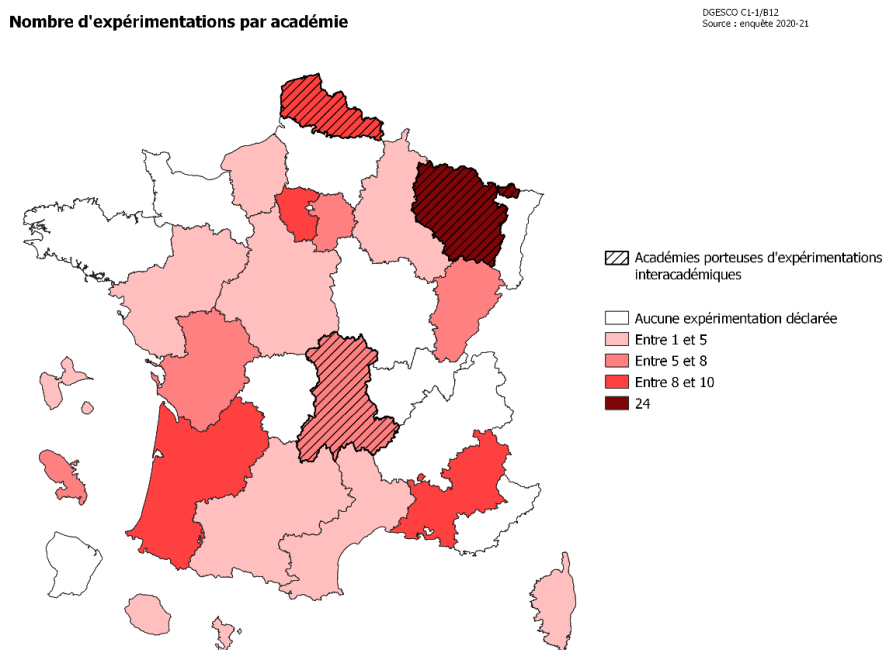 Nombre d'expérimentations par académie
DGESCO C1-1/B12
Source : enquête 2020-21
Académies porteuses d'expérimentations
interacadémiques
Aucune expérimentation déclarée
Entre 1 et 5
Entre 5 et 8
Entre 8 et 10
24